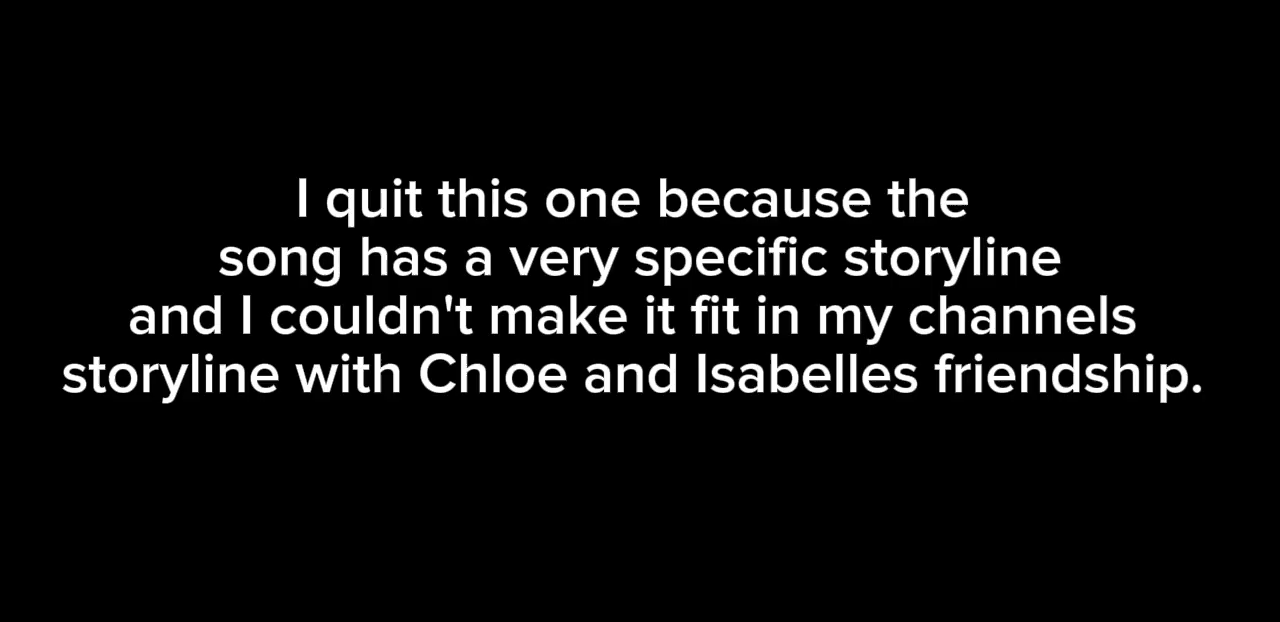 I quit this one because the
song has a very specific storyline
and I couldn't make it fit in my channels
storyline with Chloe and Isabelles friendship.